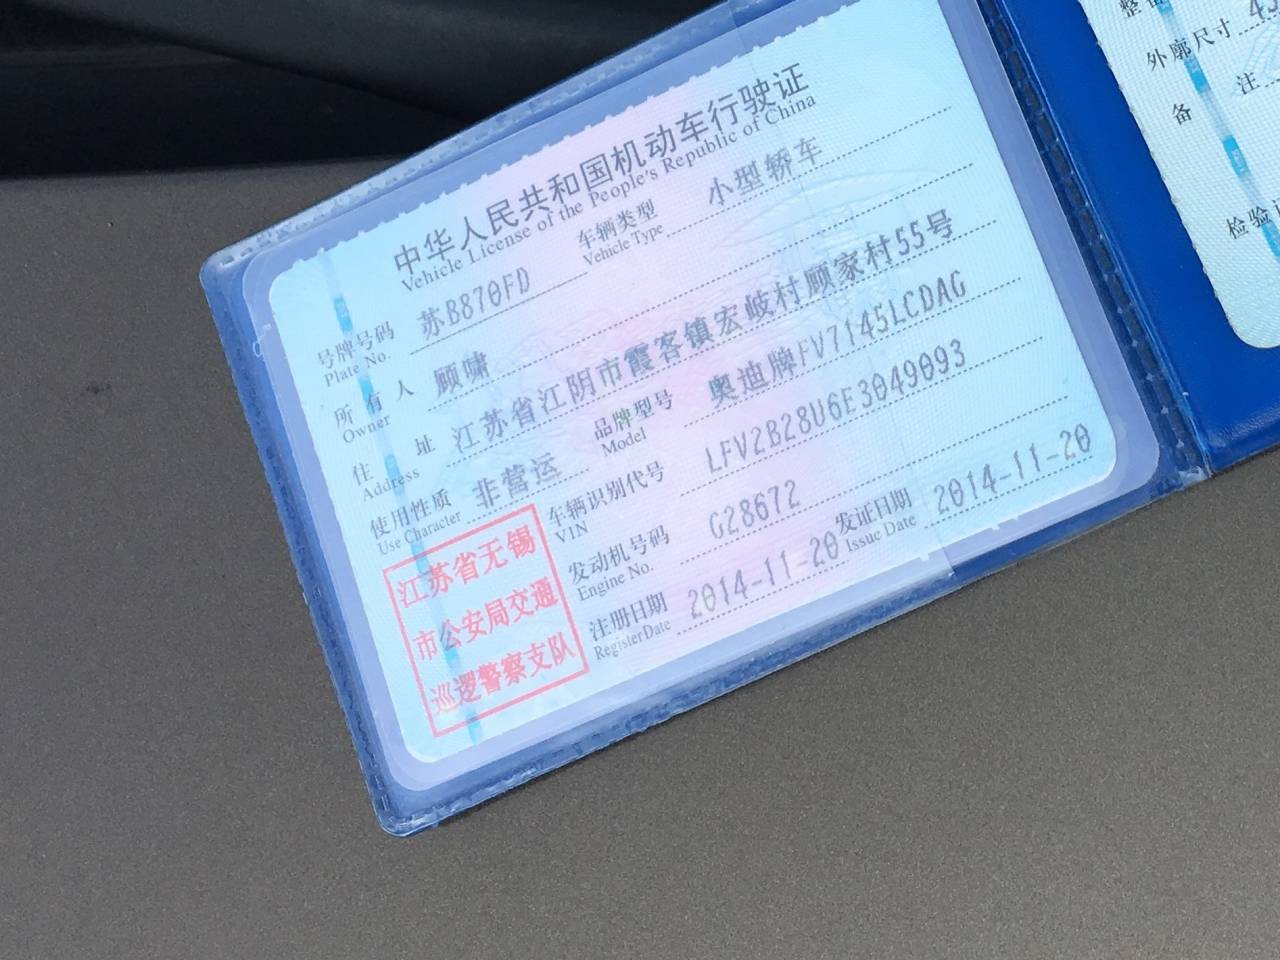 中华人民共和国机动车行驶证
Vehicle License of the People's Republic of China
号牌号码 苏B870FD 车辆类型 小型轿车
Plate No. Vehicle Type
所有人 顾啸
Owner
住址 江苏省江阴市霞客镇宏岐村顾家村55号
Address
使用性质 非营运 品牌型号 奥迪牌FV7145LCDAG
Use Character Model
车辆识别代号 LFV2B28U6E3049093
VIN
发动机号码 G28672
Engine No.
注册日期 2014-11-20 发证日期 2014-11-20
Register Date Issue Date
江苏省无锡
市公安局交通
巡逻警察支队
外廓尺寸
备注
检验